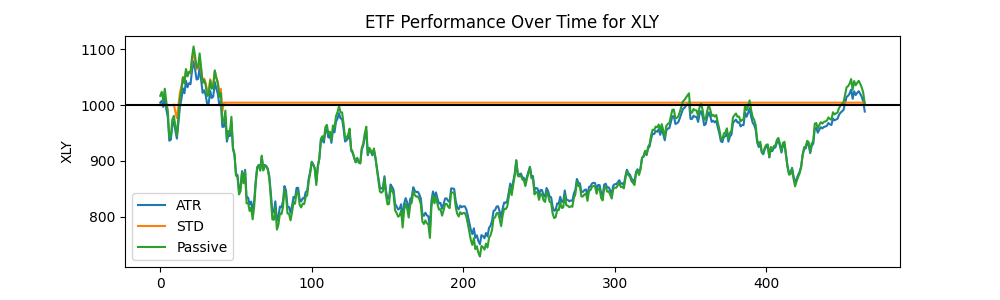 ETF Performance Over Time for XLY
1100
1000
900
800
XLY
ATR
STD
Passive
0 100 200 300 400